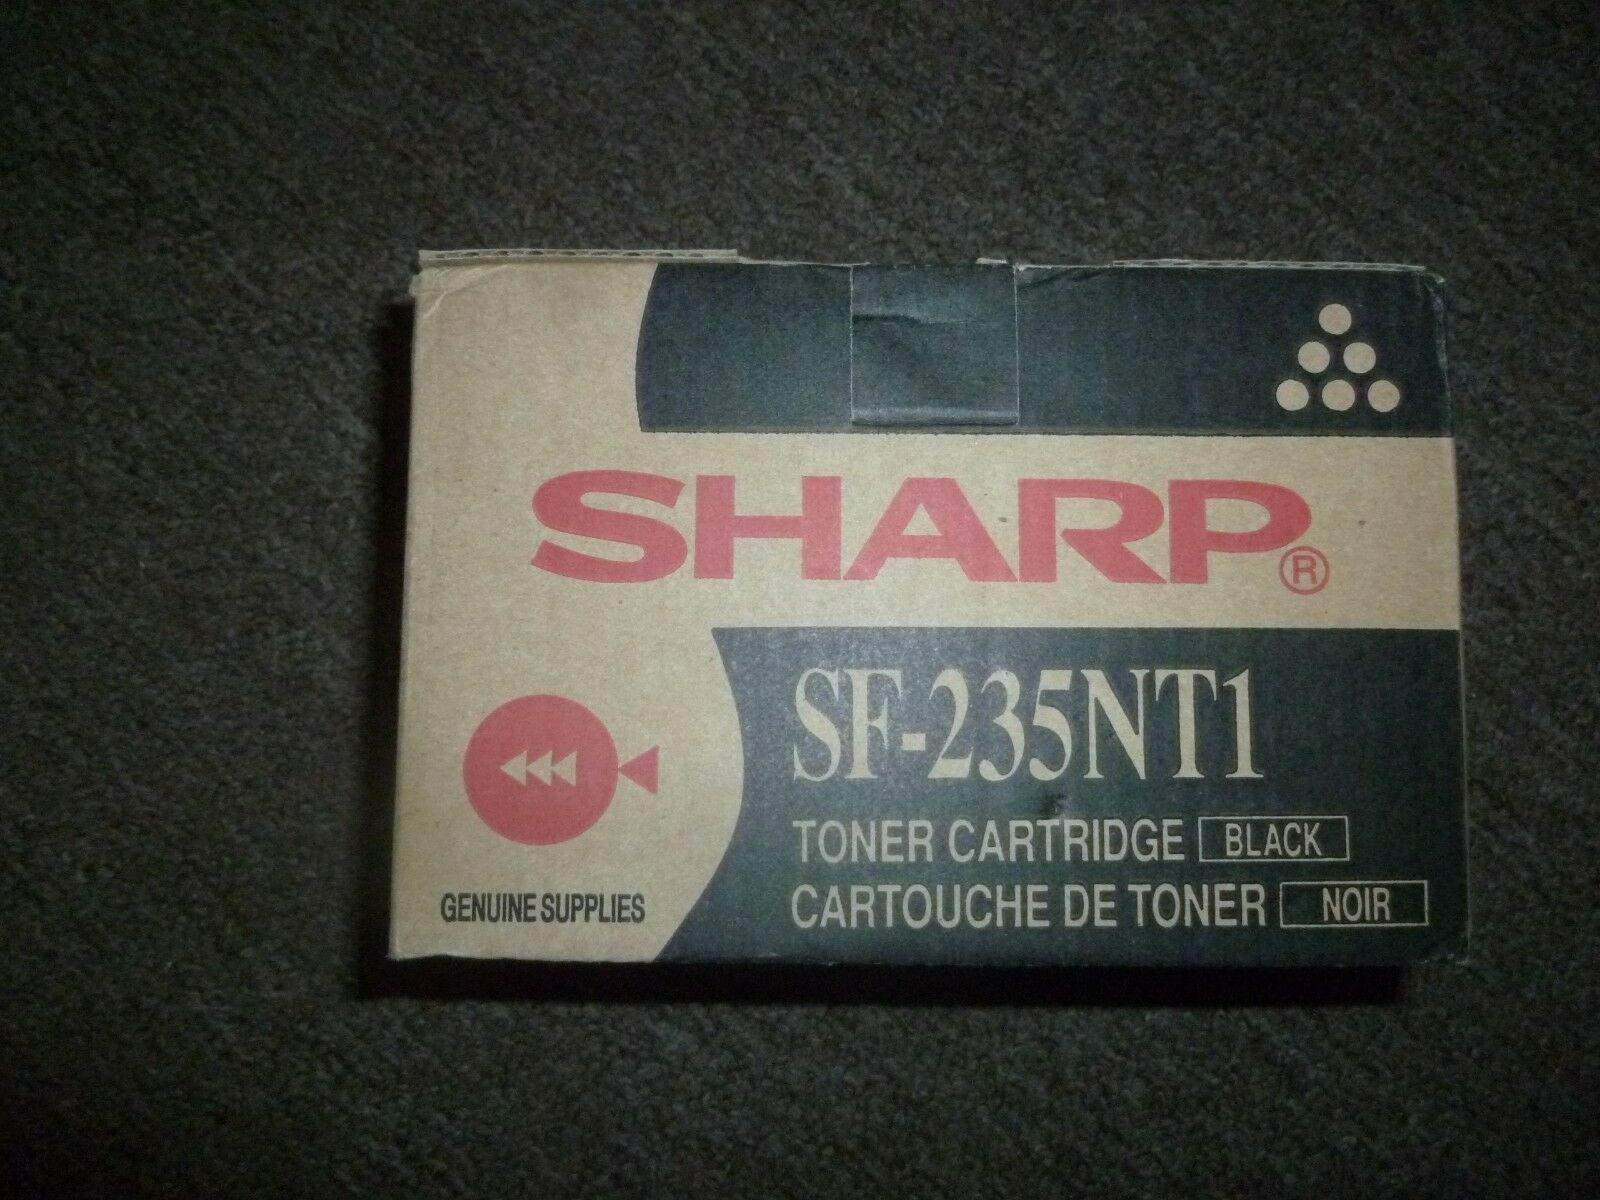 SHARP®
SF-235NT1
TONER CARTRIDGE BLACK
CARTOUCHE DE TONER NOIR
GENUINE SUPPLIES